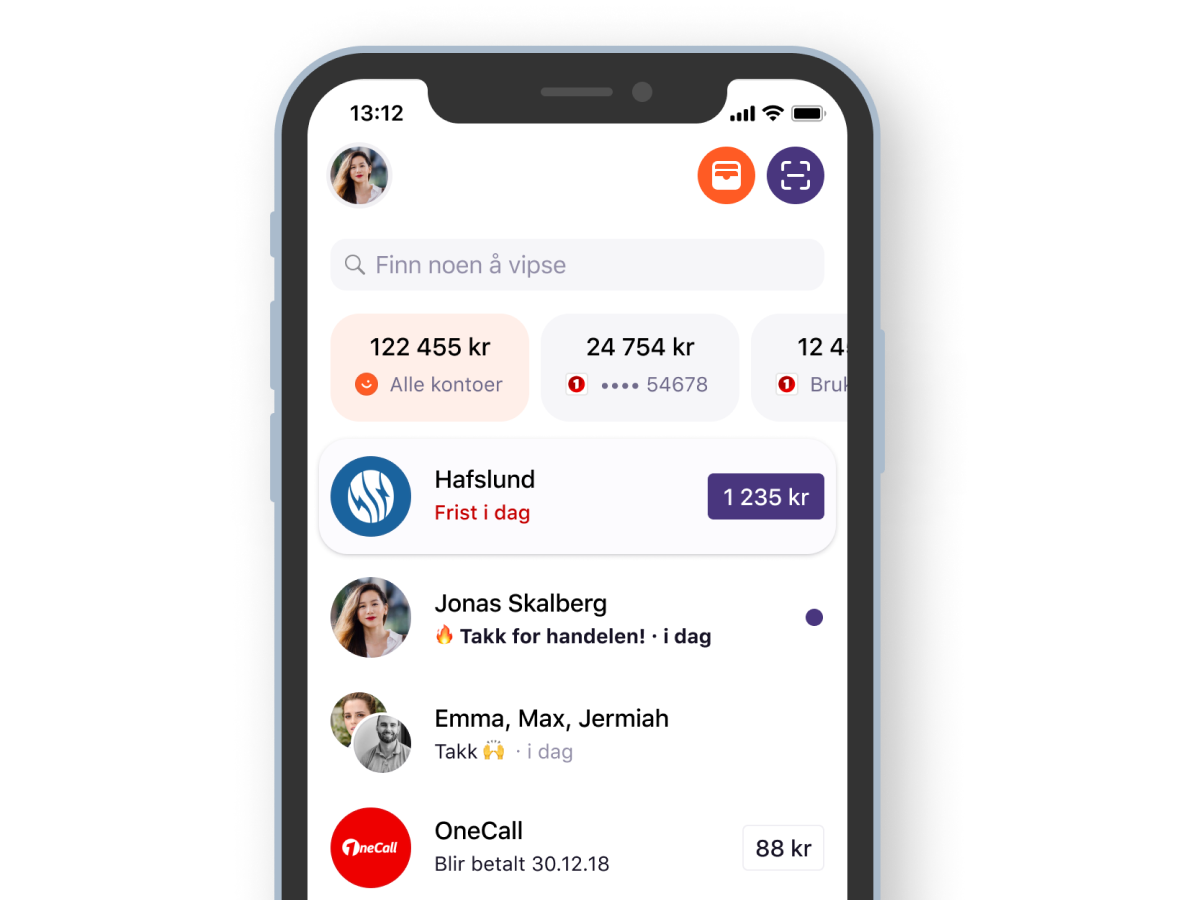 13:12
Finn noen å vipse
122 455 kr
Alle kontoer
24 754 kr
1 •••• 54678
12 4
1 Bruk
Hafslund
Frist i dag
1 235 kr
Jonas Skalberg
🔥 Takk for handelen! · i dag
Emma, Max, Jermiah
Takk 🙌 · i dag
OneCall
OneCall
Blir betalt 30.12.18
88 kr